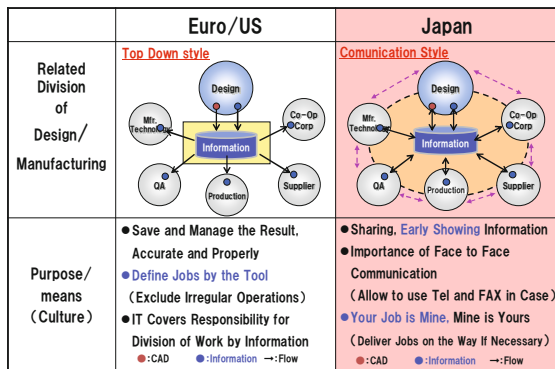 Euro/US
Japan
Related
Division
of
Design/
Manufacturing
Top Down style
Design
Mfr.
Technology
Co-Op
Corp
Information
QA
Production
Supplier
Comunication Style
Design
Mfr.
Technology
Co-Op
Corp
Information
QA
Production
Supplier
Purpose/
means
(Culture)
●Save and Manage the Result,
Accurate and Properly
●Define Jobs by the Tool
(Exclude Irregular Operations)
●IT Covers Responsibility for
Division of Work by Information
●:CAD ●:Information →:Flow
●Sharing, Early Showing Information
●Importance of Face to Face
Communication
(Allow to use Tel and FAX in Case)
●Your Job is Mine, Mine is Yours
(Deliver Jobs on the Way If Necessary)
●:CAD ●:Information →:Flow